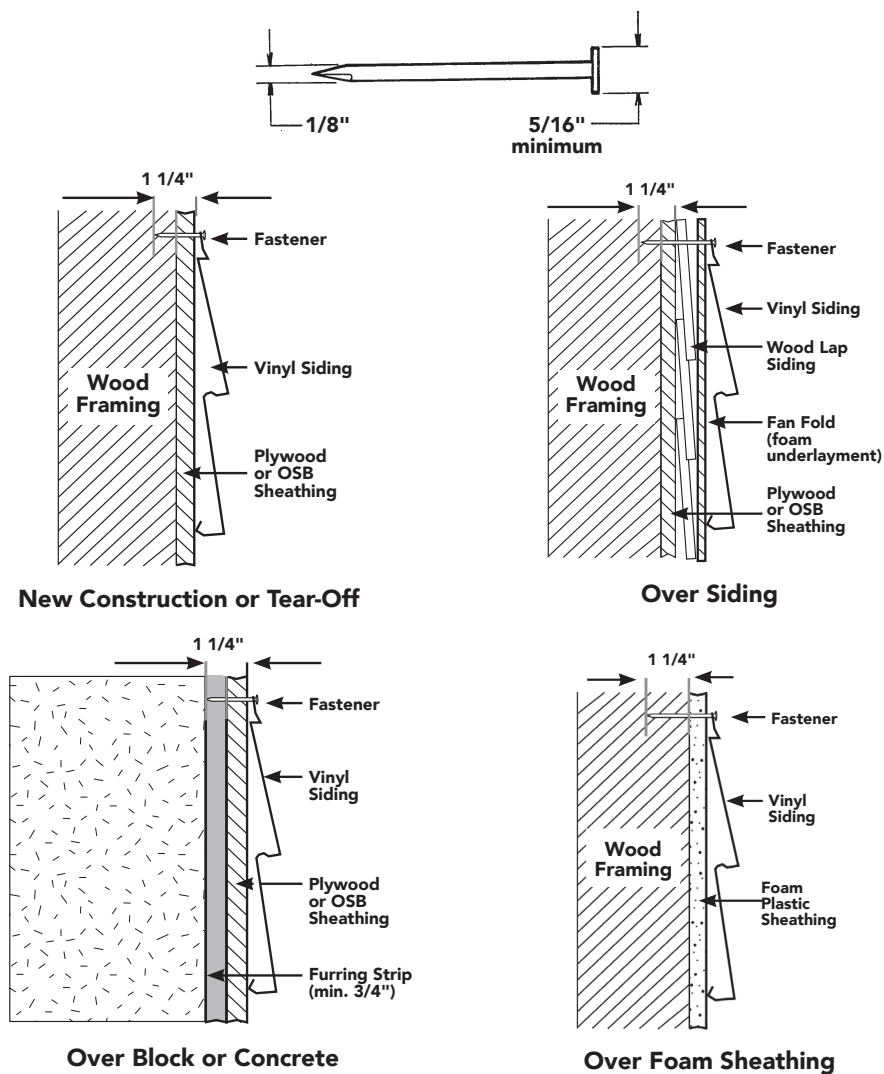 1/8"
5/16"
minimum
1 1/4"
Fastener
Vinyl Siding
Wood
Framing
Plywood
or OSB
Sheathing
New Construction or Tear-Off
1 1/4"
Fastener
Vinyl Siding
Wood Lap
Siding
Wood
Framing
Fan Fold
(foam
underlayment)
Plywood
or OSB
Sheathing
Over Siding
1 1/4"
Fastener
Vinyl
Siding
Plywood
or OSB
Sheathing
Furring Strip
(min. 3/4")
Over Block or Concrete
1 1/4"
Fastener
Vinyl
Siding
Wood
Framing
Foam
Plastic
Sheathing
Over Foam Sheathing